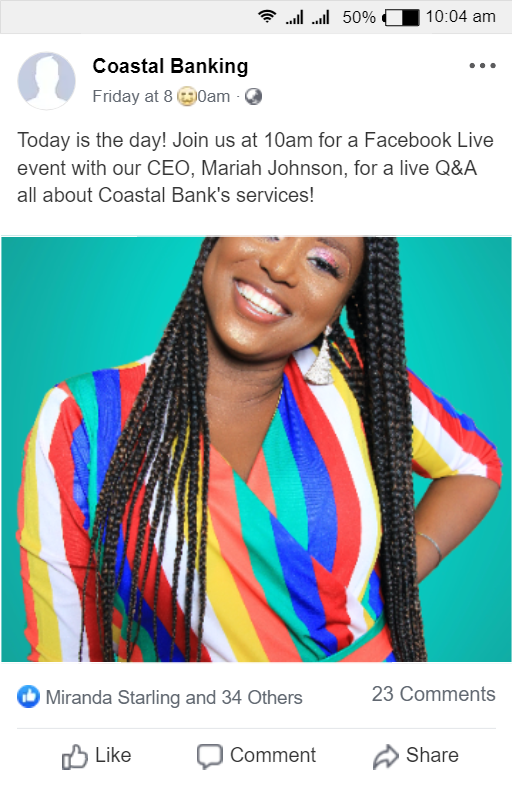 50% 10:04 am
Coastal Banking
Friday at 8 0am ·
Today is the day! Join us at 10am for a Facebook Live
event with our CEO, Mariah Johnson, for a live Q&A
all about Coastal Bank's services!
Miranda Starling and 34 Others 23 Comments
Like Comment Share